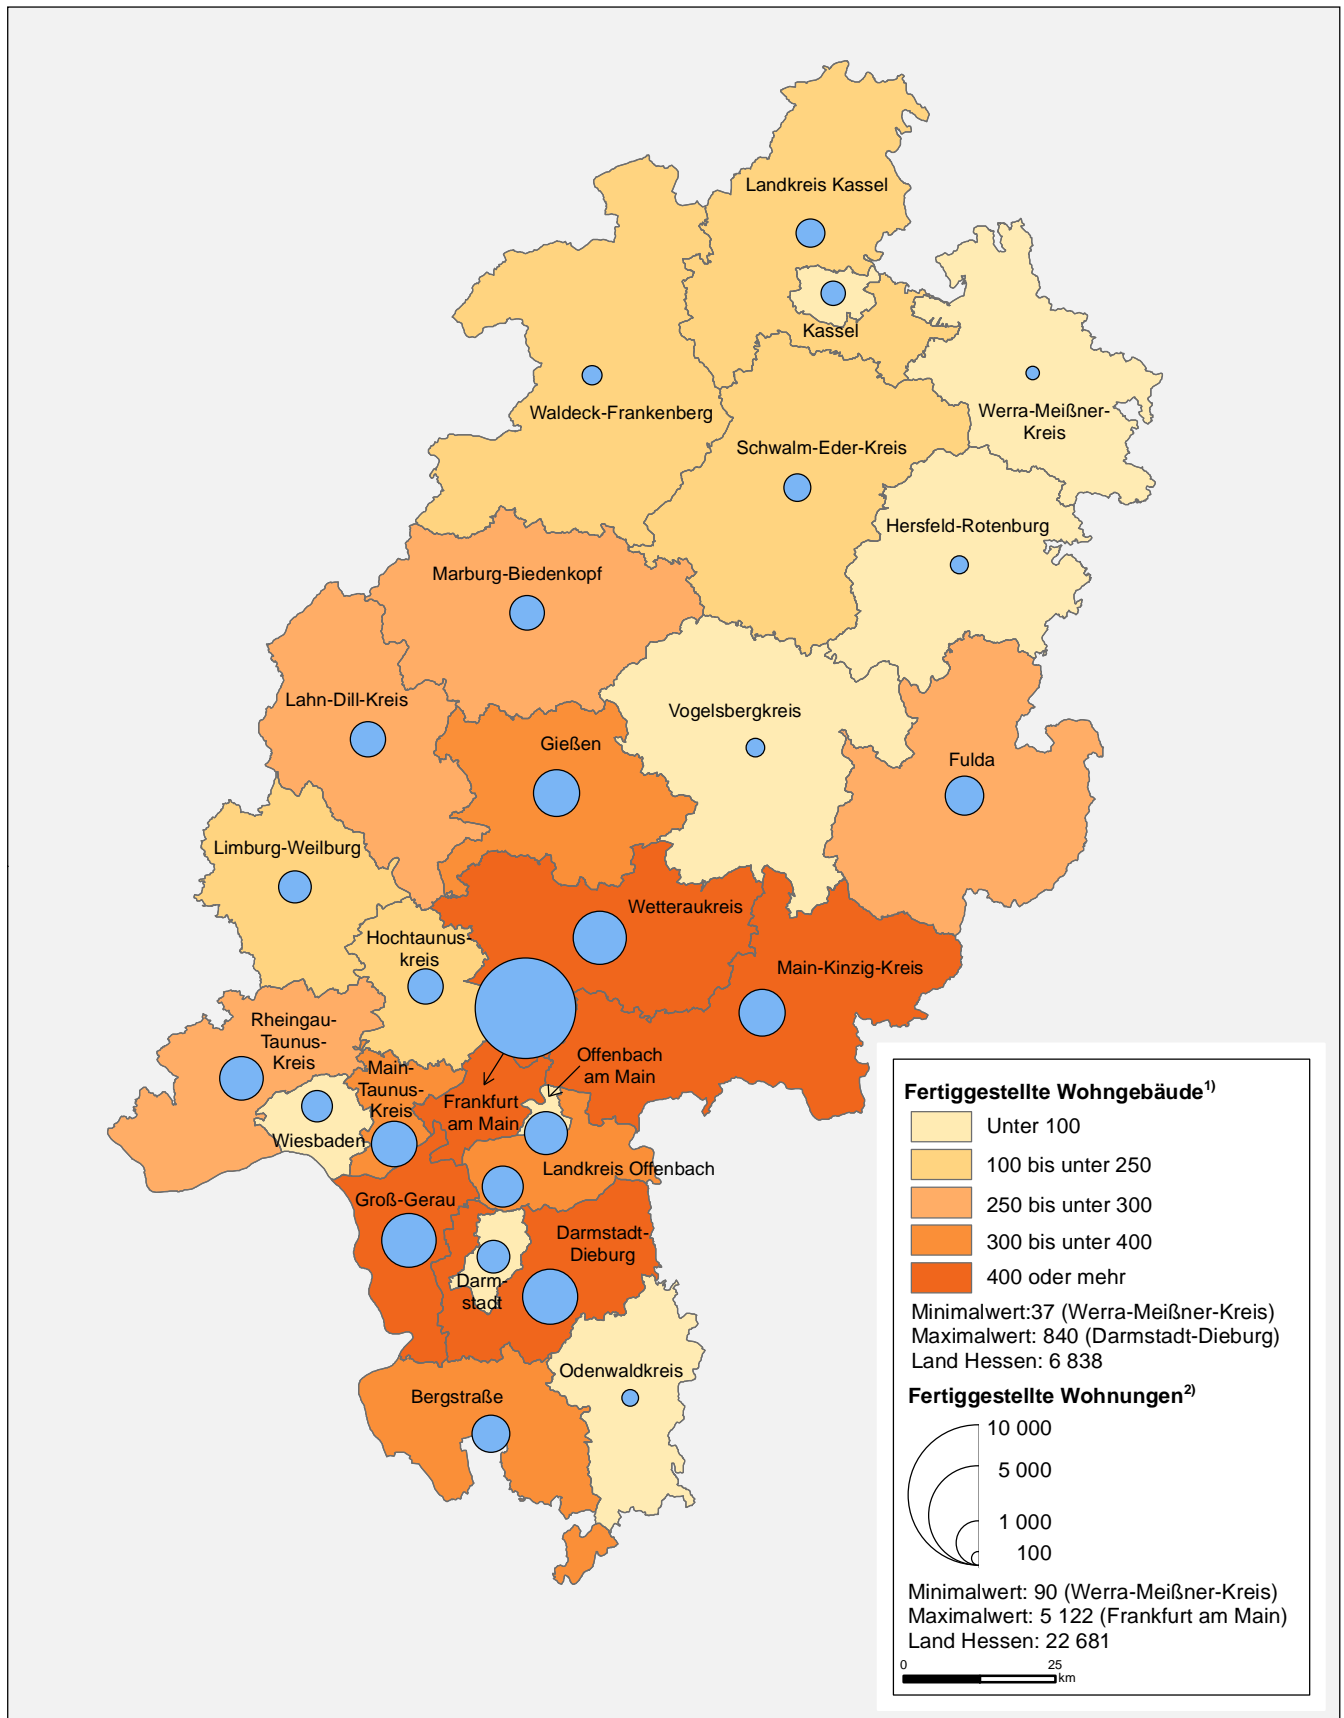 Landkreis Kassel
Kassel
Waldeck-Frankenberg
Werra-Meißner-
Kreis
Schwalm-Eder-Kreis
Hersfeld-Rotenburg
Marburg-Biedenkopf
Lahn-Dill-Kreis
Vogelsbergkreis
Gießen
Fulda
Limburg-Weilburg
Wetteraukreis
Hochtaunus-
kreis
Main-Kinzig-Kreis
Rheingau-
Taunus-
Kreis
Main-
Taunus-
Kreis
Offenbach
am Main
Frankfurt
am Main
Wiesbaden
Landkreis Offenbach
Groß-Gerau
Darmstadt-
Dieburg
Darm-
stadt
Odenwaldkreis
Bergstraße
Fertiggestellte Wohngebäude1)
Unter 100
100 bis unter 250
250 bis unter 300
300 bis unter 400
400 oder mehr
Minimalwert:37 (Werra-Meißner-Kreis)
Maximalwert: 840 (Darmstadt-Dieburg)
Land Hessen: 6 838
Fertiggestellte Wohnungen2)
10 000
5 000
1 000
100
Minimalwert: 90 (Werra-Meißner-Kreis)
Maximalwert: 5 122 (Frankfurt am Main)
Land Hessen: 22 681
0 25
km